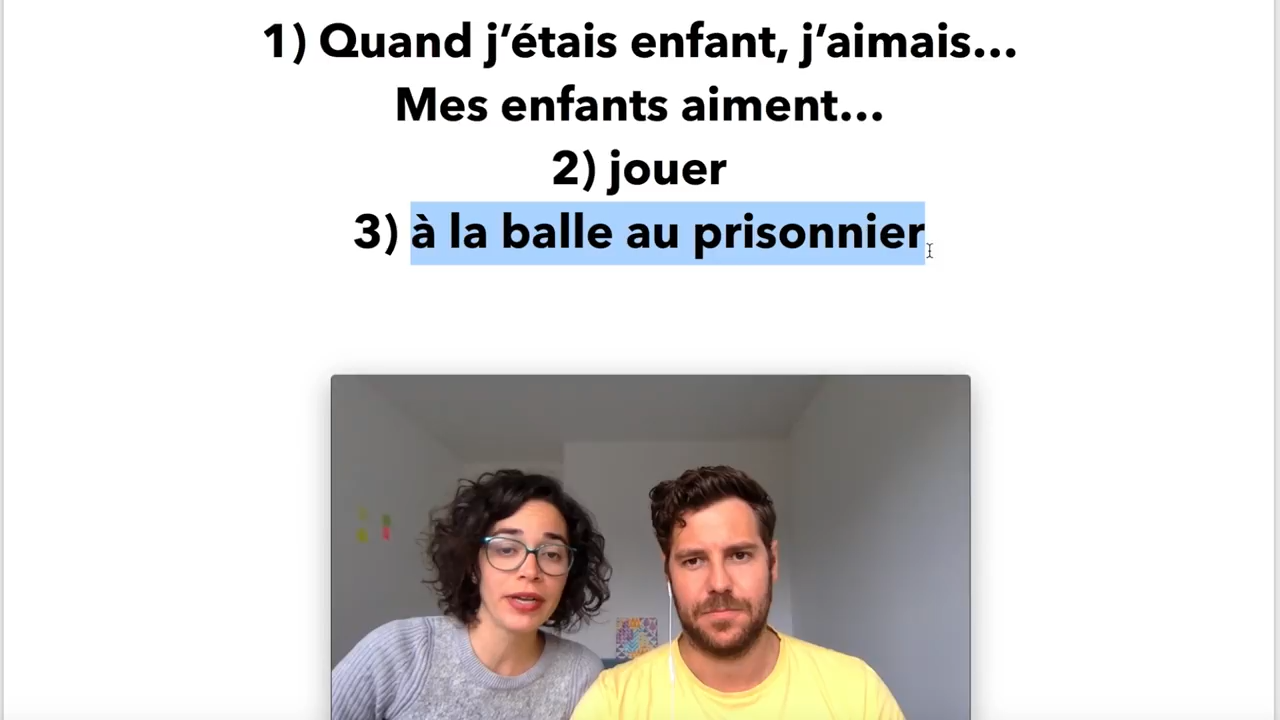 1) Quand j’étais enfant, j’aimais…
Mes enfants aiment…
2) jouer
3) à la balle au prisonnier